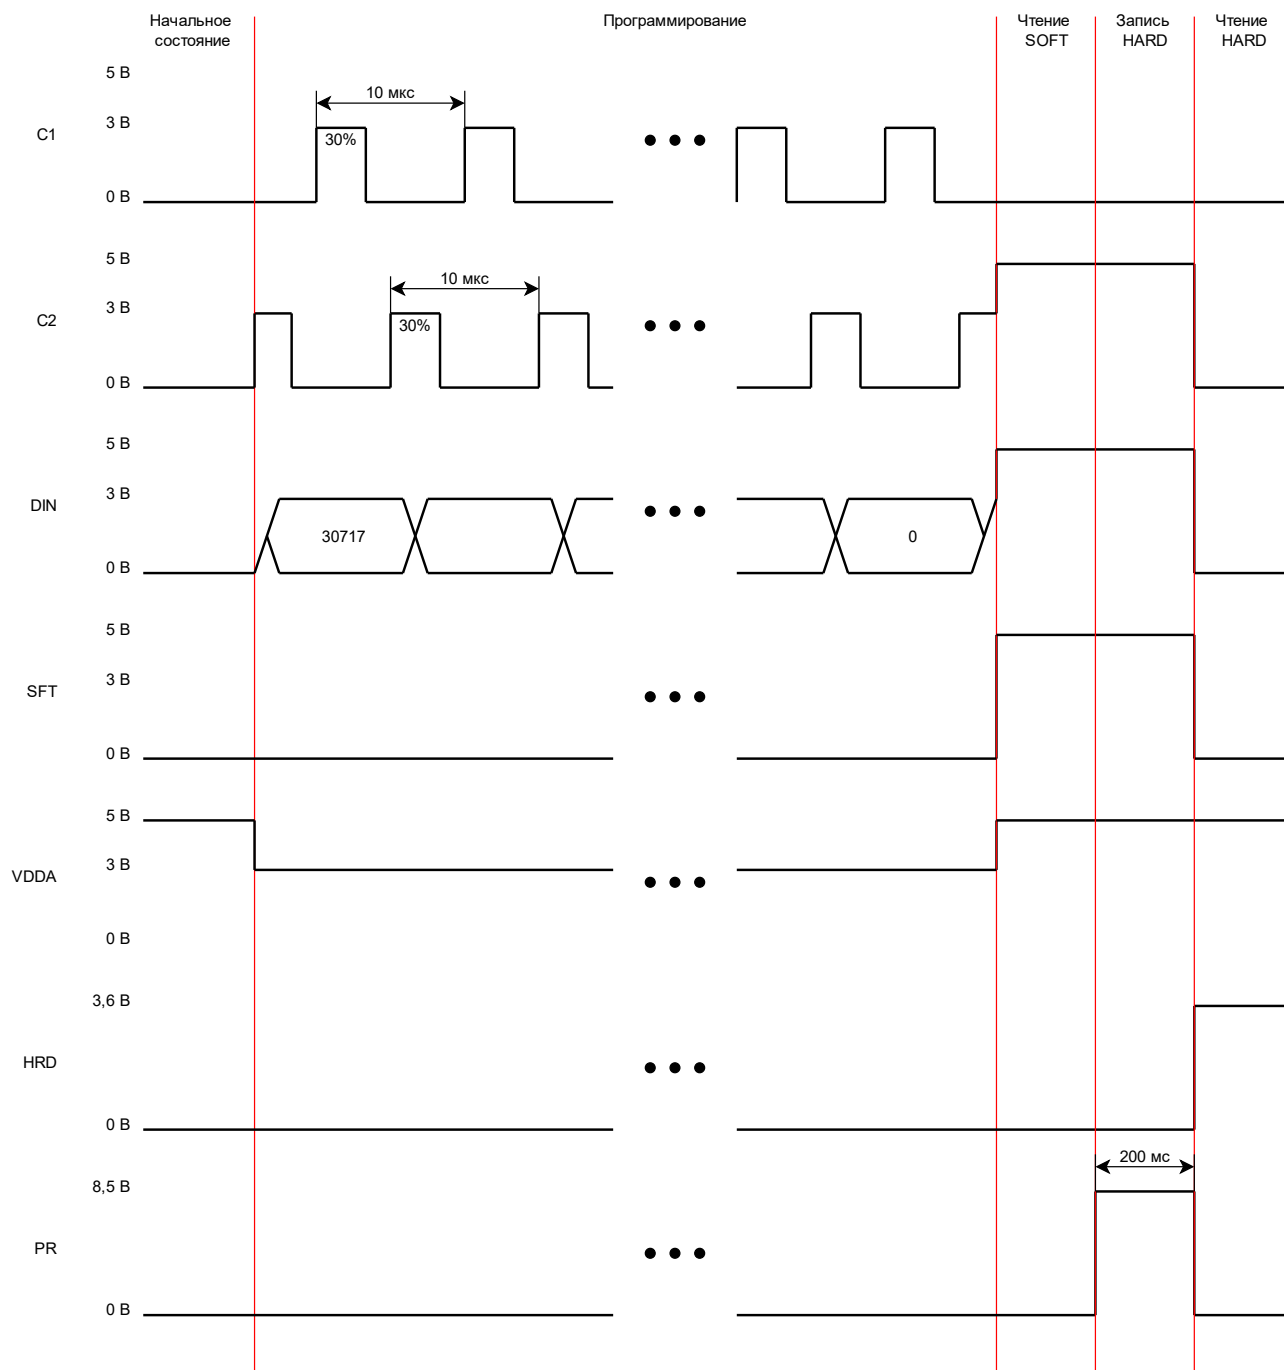 Начальное состояние
Программирование
Чтение SOFT
Запись HARD
Чтение HARD
5 В
10 мкс
C1
3 В
30%
0 В
5 В
10 мкс
C2
3 В
30%
0 В
5 В
3 В
DIN
30717
0
0 В
5 В
3 В
SFT
0 В
5 В
3 В
VDDA
0 В
3,6 В
HRD
0 В
200 мс
8,5 В
PR
0 В